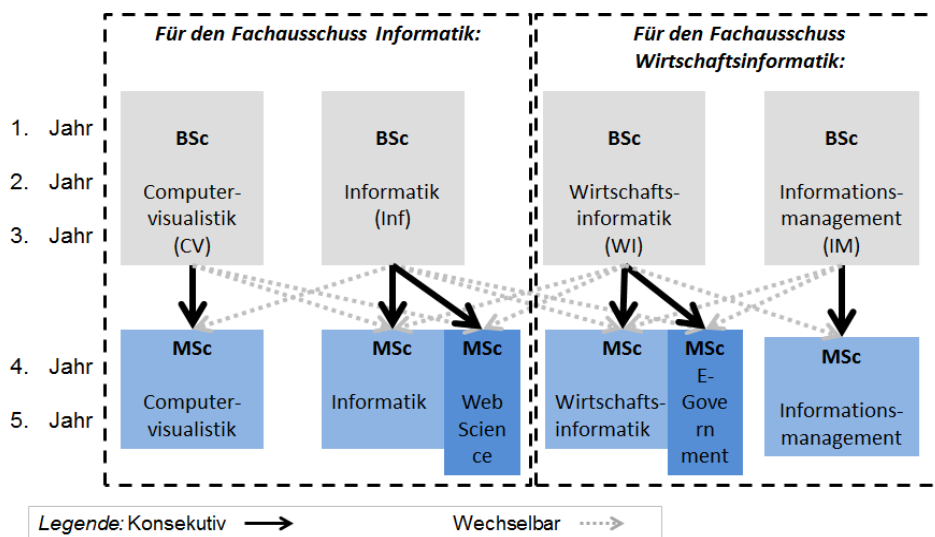 Für den Fachausschuss Informatik:
Für den Fachausschuss
Wirtschaftsinformatik:
1. Jahr
2. Jahr
3. Jahr
BSc
Computer-
visualistik
(CV)
BSc
Informatik
(Inf)
BSc
Wirtschafts-
informatik
(WI)
BSc
Informations-
management
(IM)
4. Jahr
5. Jahr
MSc
Computer-
visualistik
MSc
Informatik
MSc
Web
Scien
ce
MSc
Wirtschafts-
informatik
MSc
E-
Gove
rn
ment
MSc
Informations-
management
Legende: Konsekutiv
Wechselbar